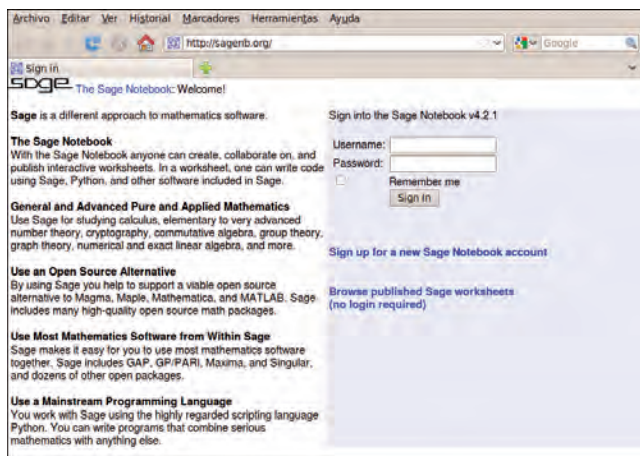 Archivo Editar Ver Historial Marcadores Herramientas Ayuda
http://sagenb.org/
Google
Sign in
sage The Sage Notebook: Welcome!
Sage is a different approach to mathematics software.
The Sage Notebook
With the Sage Notebook anyone can create, collaborate on, and
publish interactive worksheets. In a worksheet, one can write code
using Sage, Python, and other software included in Sage.
General and Advanced Pure and Applied Mathematics
Use Sage for studying calculus, elementary to very advanced
number theory, cryptography, commutative algebra, group theory,
graph theory, numerical and exact linear algebra, and more.
Use an Open Source Alternative
By using Sage you help to support a viable open source
alternative to Magma, Maple, Mathematica, and MATLAB. Sage
includes many high-quality open source math packages.
Use Most Mathematics Software from Within Sage
Sage makes it easy for you to use most mathematics software
together. Sage includes GAP, GP/PARI, Maxima, and Singular,
and dozens of other open packages.
Use a Mainstream Programming Language
You work with Sage using the highly regarded scripting language
Python. You can write programs that combine serious
mathematics with anything else.
Sign into the Sage Notebook v4.2.1
Username:
Password:
Remember me
Sign In
Sign up for a new Sage Notebook account
Browse published Sage worksheets
(no login required)